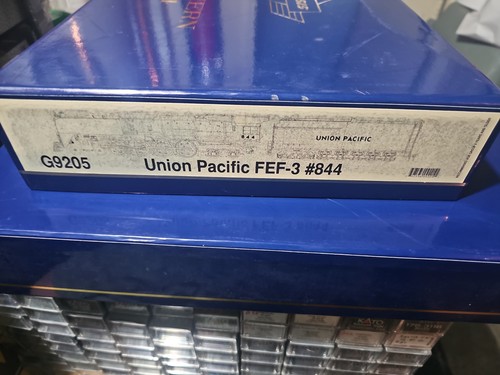 UNION PACIFIC
G9205
Union Pacific FEF-3 #844